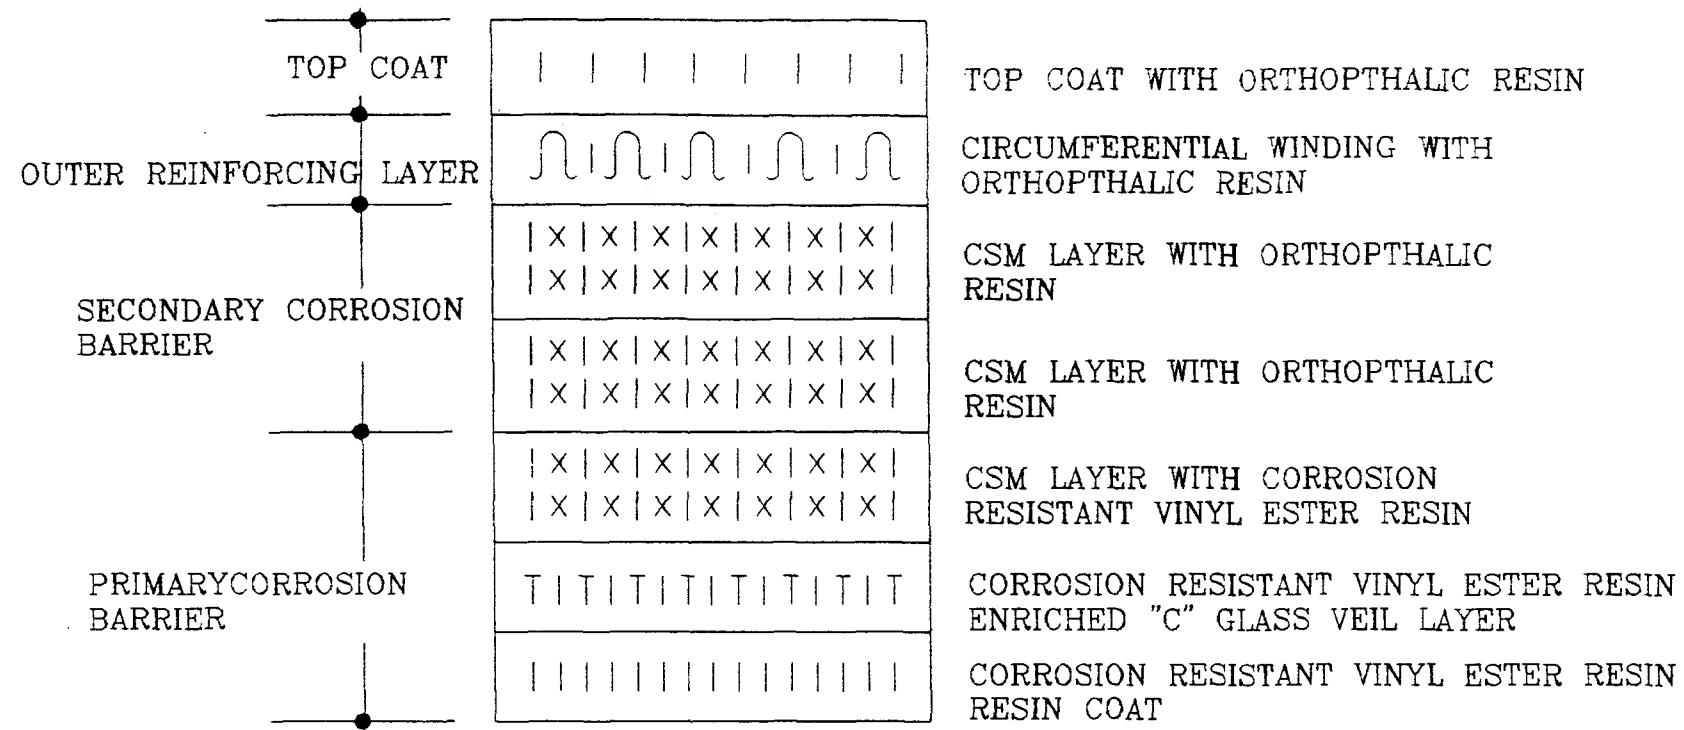 TOP COAT
TOP COAT WITH ORTHOPTHALIC RESIN
OUTER REINFORCING LAYER
CIRCUMFERENTIAL WINDING WITH
ORTHOPTHALIC RESIN
CSM LAYER WITH ORTHOPTHALIC
RESIN
SECONDARY CORROSION
BARRIER
CSM LAYER WITH ORTHOPTHALIC
RESIN
CSM LAYER WITH CORROSION
RESISTANT VINYL ESTER RESIN
PRIMARYCORROSION
BARRIER
CORROSION RESISTANT VINYL ESTER RESIN
ENRICHED "C" GLASS VEIL LAYER
CORROSION RESISTANT VINYL ESTER RESIN
RESIN COAT